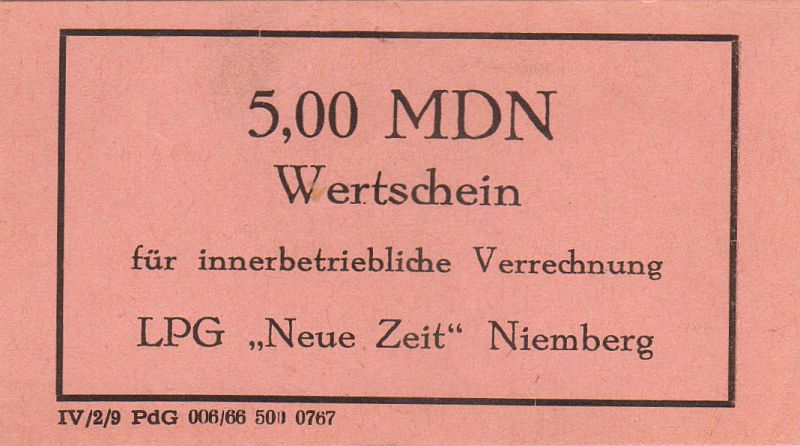 5,00 MDN
Wertschein
für innerbetriebliche Verrechnung
LPG „Neue Zeit“ Niemberg
IV/2/9 PdG 006/66 500 0767